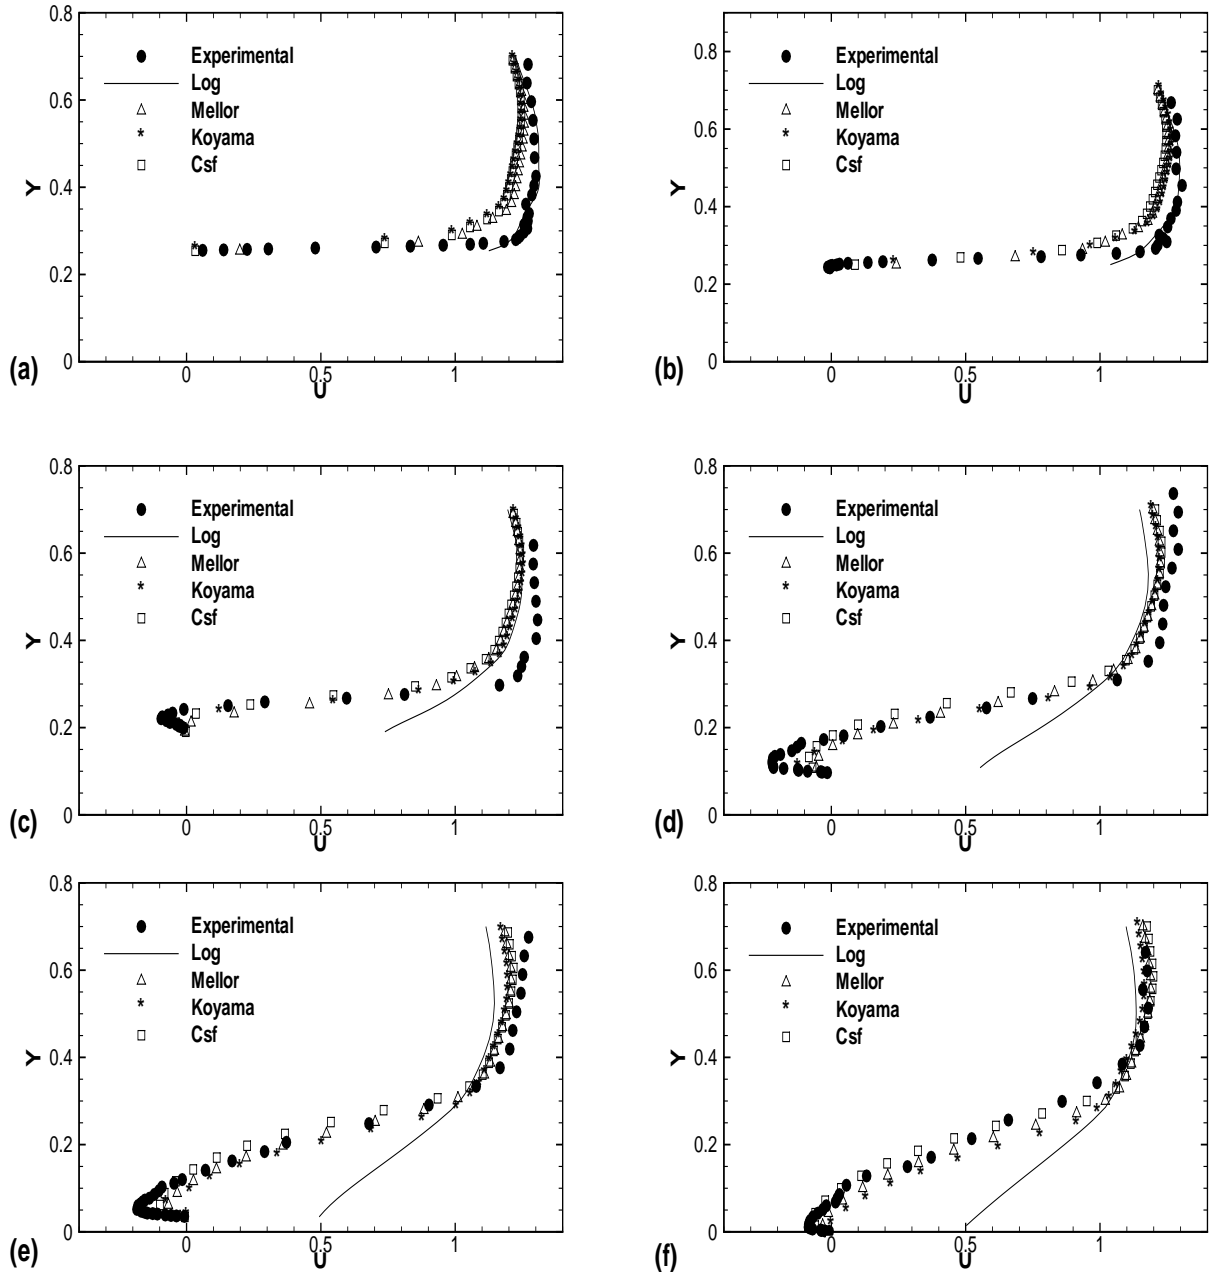 0.8
Experimental
Log
Mellor
Koyama
Csf
0.6
0.4
0.2
0
Y
0 0.5 1
U
(a)
0.8
Experimental
Log
Mellor
Koyama
Csf
0.6
0.4
0.2
0
Y
0 0.5 1
U
(b)
0.8
Experimental
Log
Mellor
Koyama
Csf
0.6
0.4
0.2
0
Y
0 0.5 1
U
(c)
0.8
Experimental
Log
Mellor
Koyama
Csf
0.6
0.4
0.2
0
Y
0 0.5 1
U
(d)
0.8
Experimental
Log
Mellor
Koyama
Csf
0.6
0.4
0.2
0
Y
0 0.5 1
U
(e)
0.8
Experimental
Log
Mellor
Koyama
Csf
0.6
0.4
0.2
0
Y
0 0.5 1
U
(f)